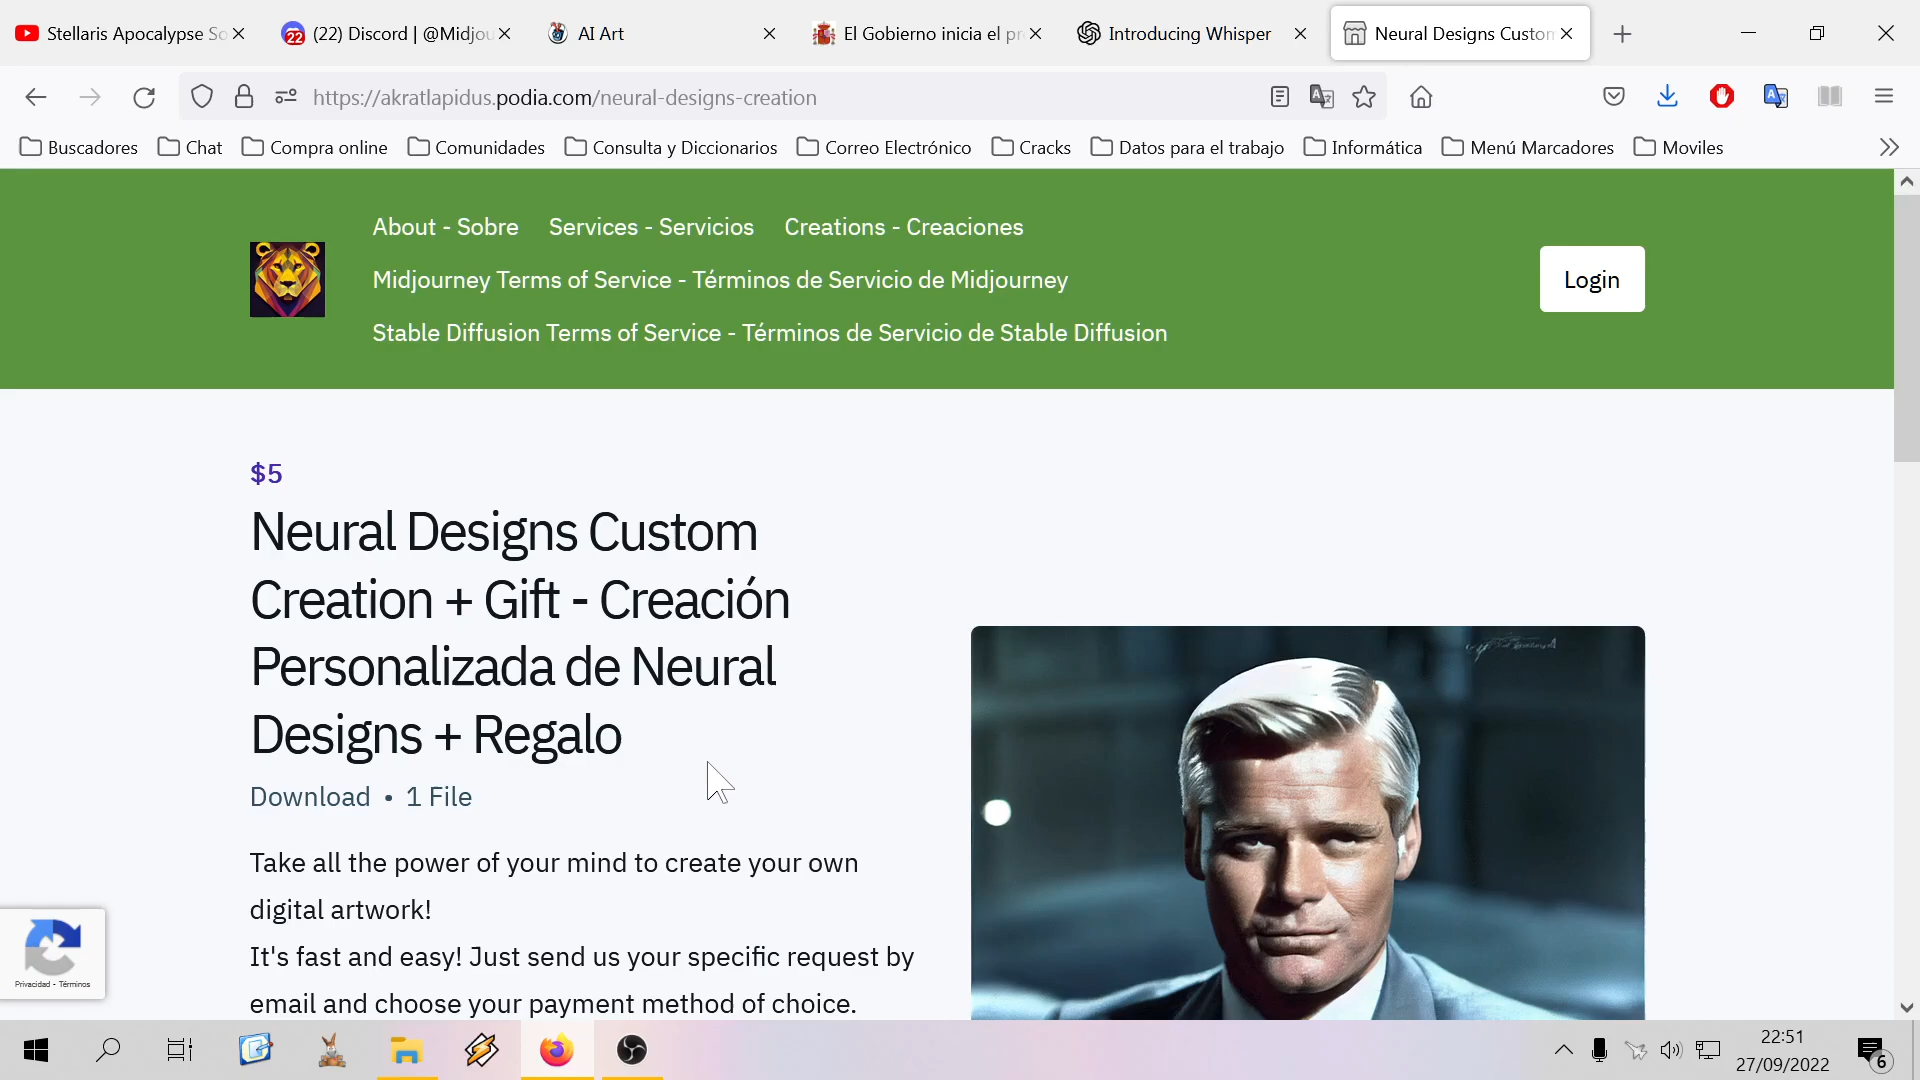 Stellaris Apocalypse So
(22) Discord | @Midjou
AI Art
El Gobierno inicia el pr
Introducing Whisper
Neural Designs Custom
https://akratlapidus.podia.com/neural-designs-creation
Buscadores
Chat
Compra online
Comunidades
Consulta y Diccionarios
Correo Electrónico
Cracks
Datos para el trabajo
Informática
Menú Marcadores
Moviles
About - Sobre
Services - Servicios
Creations - Creaciones
Midjourney Terms of Service - Términos de Servicio de Midjourney
Stable Diffusion Terms of Service - Términos de Servicio de Stable Diffusion
Login
$5
Neural Designs Custom
Creation + Gift - Creación
Personalizada de Neural
Designs + Regalo
Download • 1 File
Take all the power of your mind to create your own
digital artwork!
It's fast and easy! Just send us your specific request by
email and choose your payment method of choice.
Privacidad - Términos
22:51
27/09/2022
6